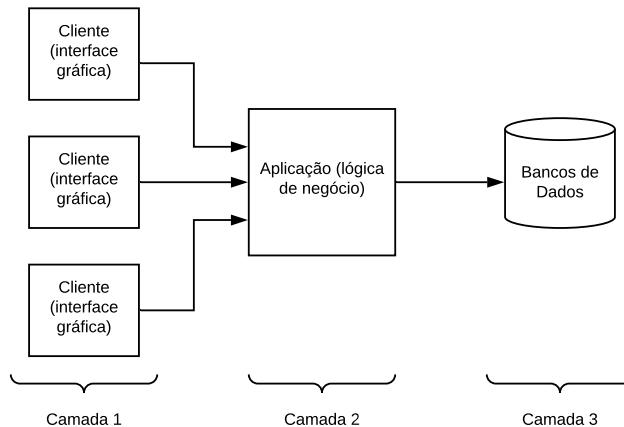 Cliente
(interface
gráfica)
Cliente
(interface
gráfica)
Cliente
(interface
gráfica)
Aplicação (lógica
de negócio)
Bancos de
Dados
Camada 1
Camada 2
Camada 3